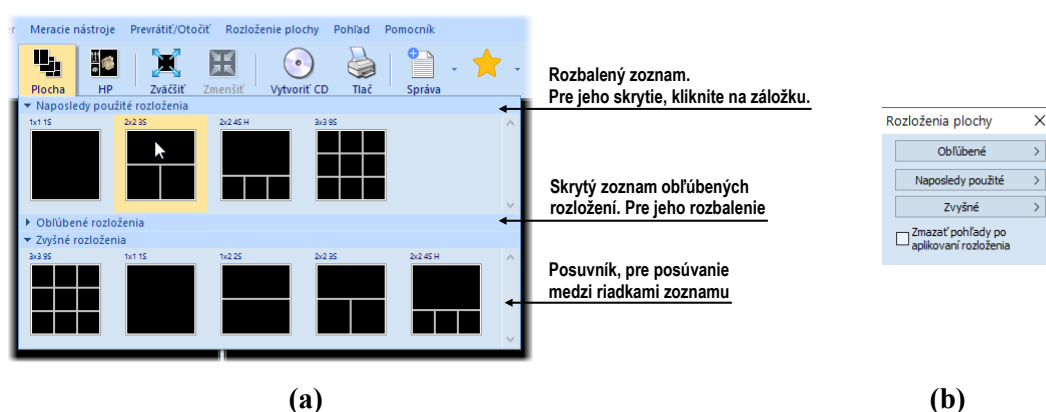 Meracie nástroje Prevrátiť/Otočiť Rozloženie plochy Pohľad Pomocník
Plocha HP Zväčšiť Zmenšiť Vytvoriť CD Tlač Správa
Naposledy použité rozloženia
1x1 1S 2x2 3S 2x2 4S H 3x3 9S
Obľúbené rozloženia
Zvyšné rozloženia
3x3 9S 1x1 1S 1x2 2S 2x2 3S 2x2 4S H
Rozbalený zoznam.
Pre jeho skrytie, kliknite na záložku.
Skrytý zoznam obľúbených
rozložení. Pre jeho rozbalenie
Posuvník, pre posúvanie
medzi riadkami zoznamu
(a)
Rozloženia plochy
Obľúbené
Naposledy použité
Zvyšné
Zmazať pohľady po
aplikovaní rozloženia
(b)